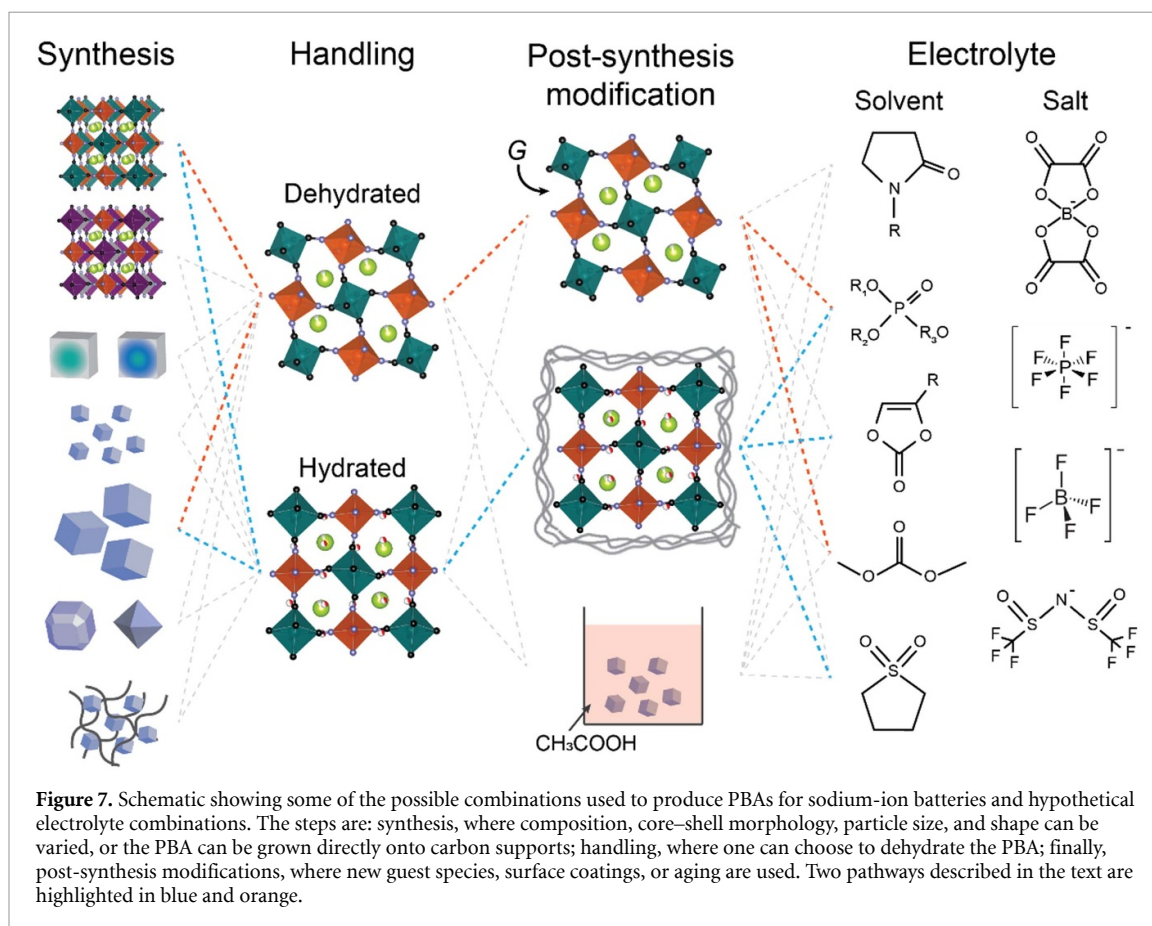 Synthesis
Handling
Post-synthesis
modification
Electrolyte
Solvent
Salt
Dehydrated
Hydrated
G
CH₃COOH
N
O
R
R₁O
O
P
R₂O
R₃O
R
O
O
O
O
O
O
O
O
S
O
O
O
O
O
B⁻
O
O
O
O
-
F
F
F
P
F
F
F
-
F
B
F
F
F
O
N⁻
O
S
S
O
O
F
F
F
F
F
F
Figure 7. Schematic showing some of the possible combinations used to produce PBAs for sodium-ion batteries and hypothetical
electrolyte combinations. The steps are: synthesis, where composition, core–shell morphology, particle size, and shape can be
varied, or the PBA can be grown directly onto carbon supports; handling, where one can choose to dehydrate the PBA; finally,
post-synthesis modifications, where new guest species, surface coatings, or aging are used. Two pathways described in the text are
highlighted in blue and orange.